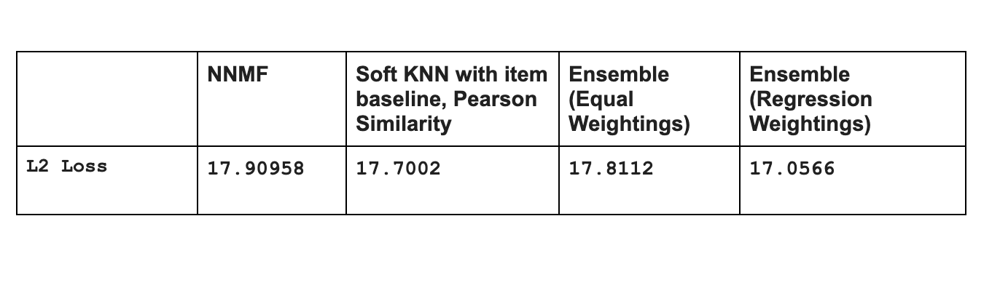 NNMF
Soft KNN with item
baseline, Pearson
Similarity
Ensemble
(Equal
Weightings)
Ensemble
(Regression
Weightings)
L2 Loss
17.90958
17.7002
17.8112
17.0566